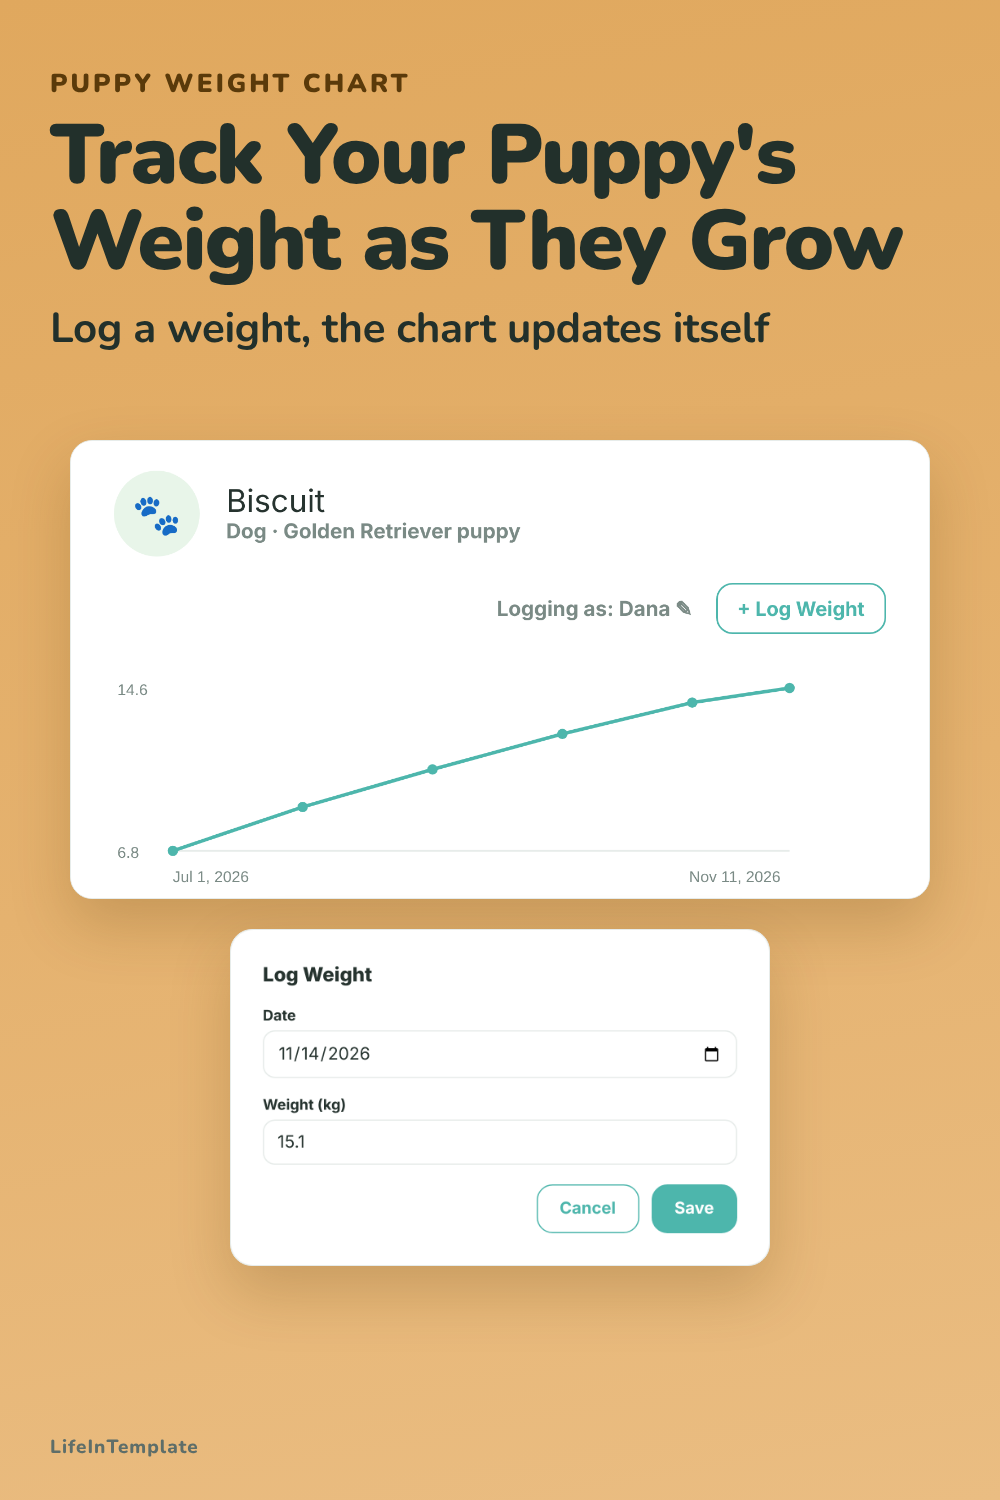 PUPPY WEIGHT CHART
Track Your Puppy's
Weight as They Grow
Log a weight, the chart updates itself
Biscuit
Dog · Golden Retriever puppy
Logging as: Dana ✎
+ Log Weight
14.6
6.8
Jul 1, 2026
Nov 11, 2026
Log Weight
Date
11/14/2026
Weight (kg)
15.1
Cancel
Save
LifeInTemplate